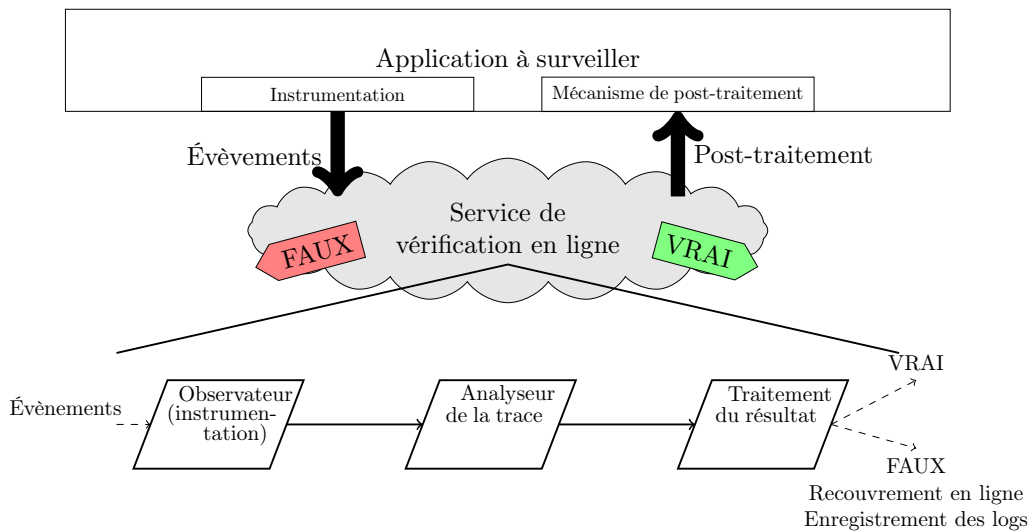 Application à surveiller
Instrumentation
Mécanisme de post-traitement
Évèvements
Post-traitement
Service de
vérification en ligne
FAUX
VRAI
VRAI
Évènements
Observateur
(instrumen-
tation)
Analyseur
de la trace
Traitement
du résultat
FAUX
Recouvrement en ligne
Enregistrement des logs